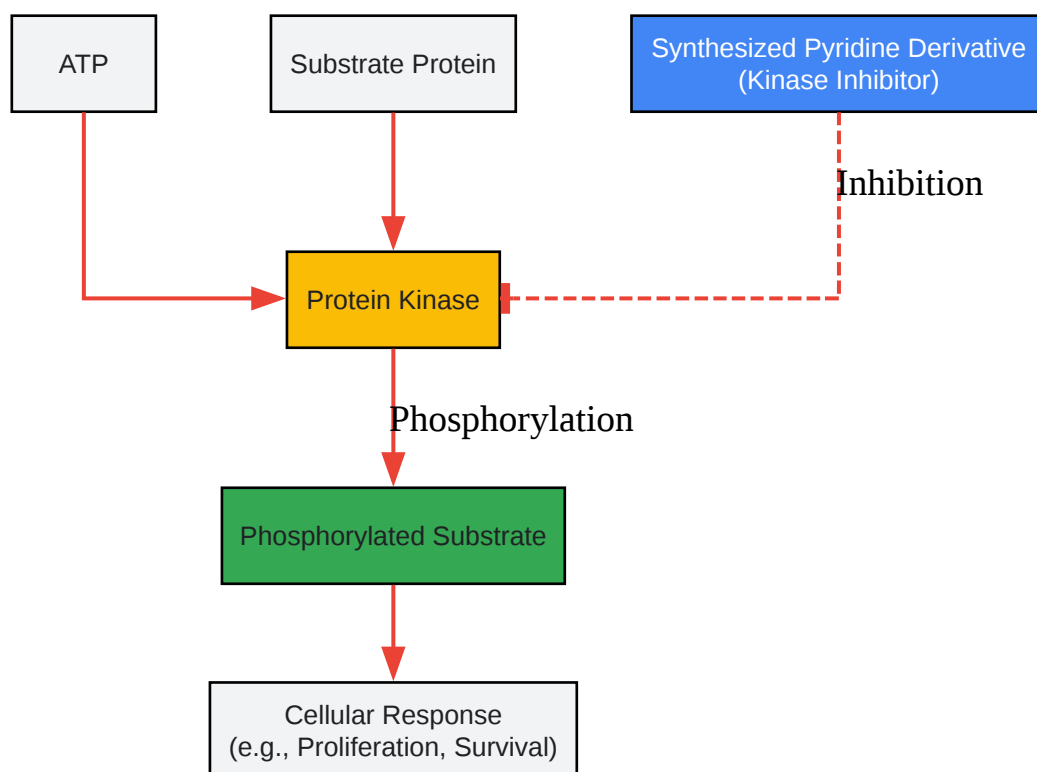 ATP
Substrate Protein
Synthesized Pyridine Derivative
(Kinase Inhibitor)
Inhibition
Protein Kinase
Phosphorylation
Phosphorylated Substrate
Cellular Response
(e.g., Proliferation, Survival)